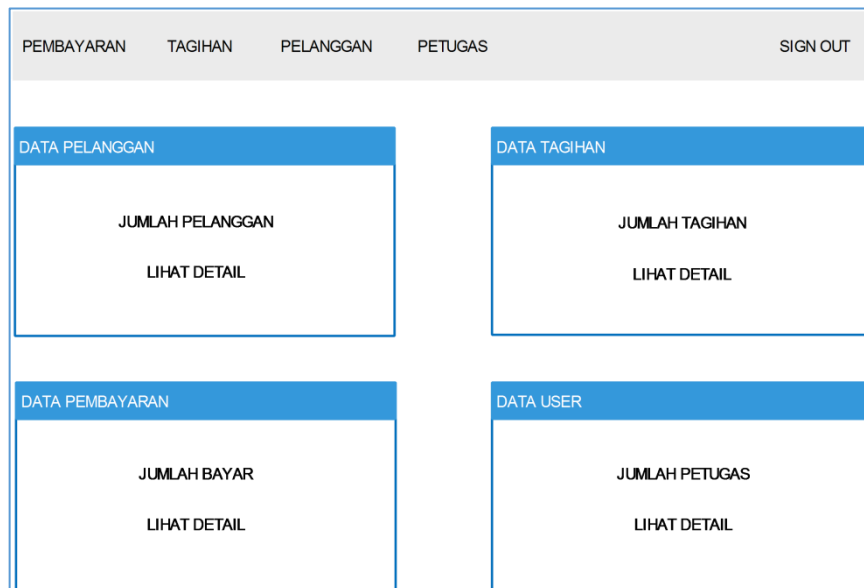 PEMBAYARAN TAGIHAN PELANGGAN PETUGAS SIGN OUT
DATA PELANGGAN
JUMLAH PELANGGAN
LIHAT DETAIL
DATA TAGIHAN
JUMLAH TAGIHAN
LIHAT DETAIL
DATA PEMBAYARAN
JUMLAH BAYAR
LIHAT DETAIL
DATA USER
JUMLAH PETUGAS
LIHAT DETAIL